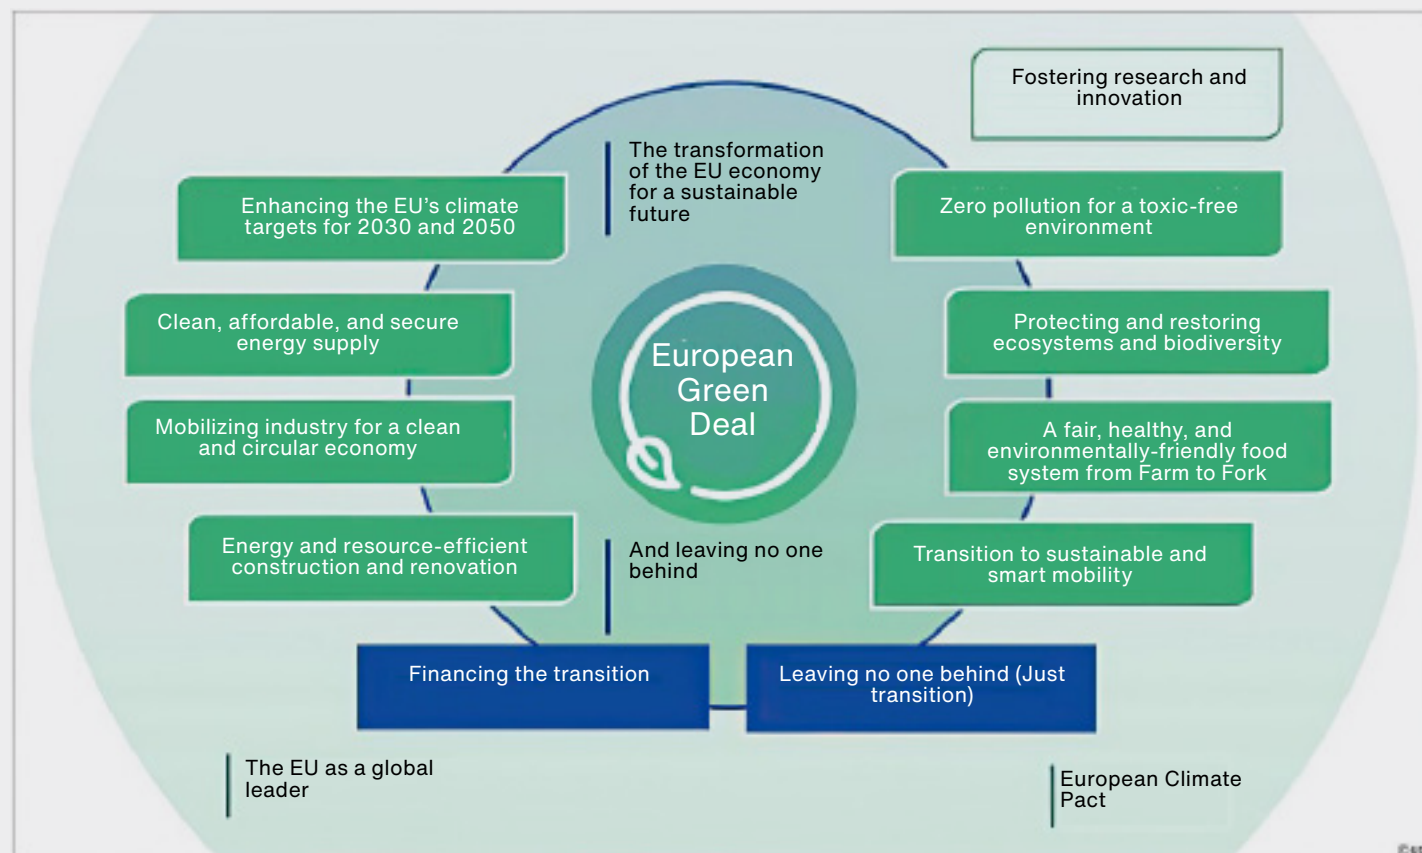 Fostering research and
innovation
The transformation
of the EU economy
for a sustainable
future
Enhancing the EU's climate
targets for 2030 and 2050
Zero pollution for a toxic-free
environment
Clean, affordable, and secure
energy supply
Protecting and restoring
ecosystems and biodiversity
European
Green
Deal
Mobilizing industry for a clean
and circular economy
A fair, healthy, and
environmentally-friendly food
system from Farm to Fork
Energy and resource-efficient
construction and renovation
And leaving no one
behind
Transition to sustainable and
smart mobility
Financing the transition
Leaving no one behind (Just
transition)
The EU as a global
leader
European Climate
Pact